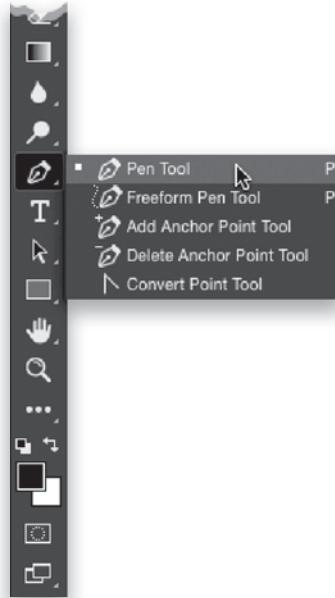 Pen Tool P
Freeform Pen Tool P
Add Anchor Point Tool
Delete Anchor Point Tool
Convert Point Tool
T